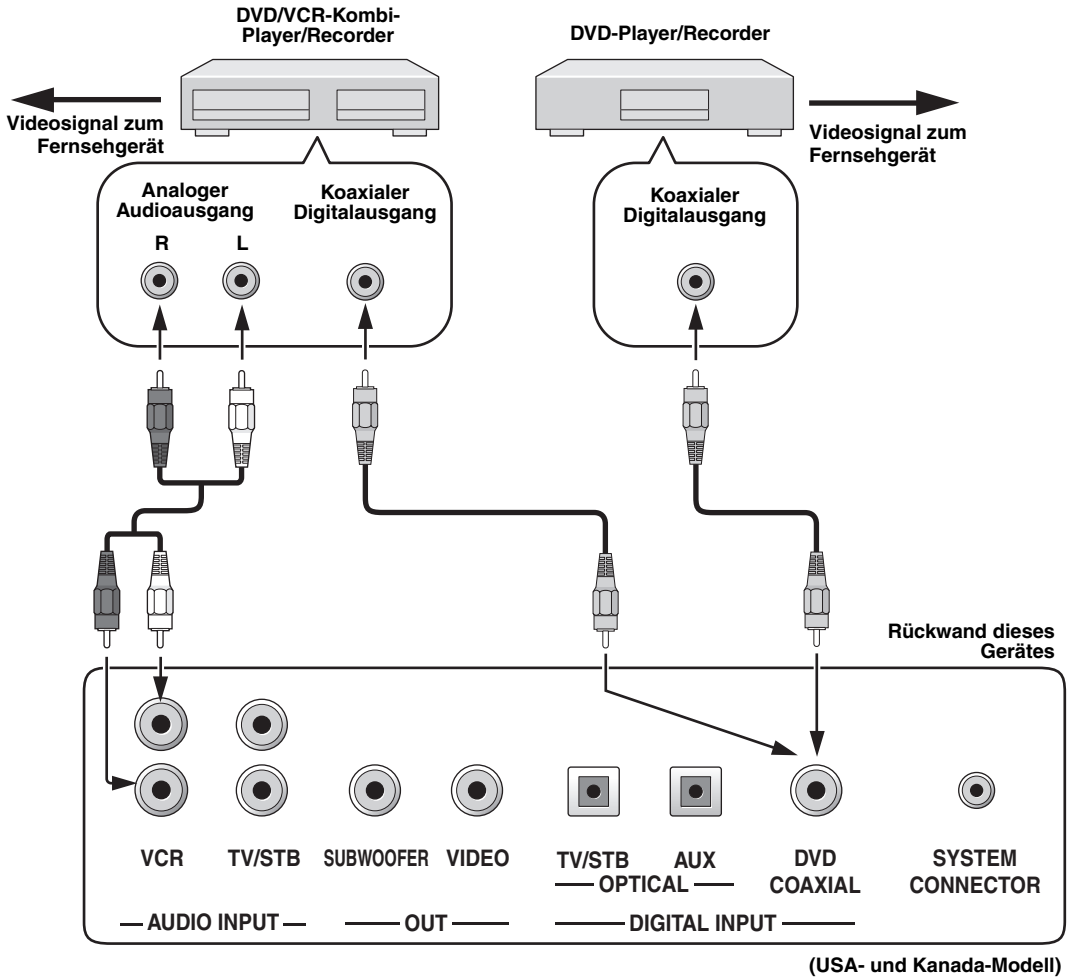 DVD/VCR-Kombi-
Player/Recorder
DVD-Player/Recorder
Videosignal zum
Fernsehgerät
Videosignal zum
Fernsehgerät
Analoger
Audioausgang
R
L
Koaxialer
Digitalausgang
Koaxialer
Digitalausgang
Rückwand dieses
Gerätes
VCR
TV/STB
SUBWOOFER
VIDEO
TV/STB
AUX
DVD
COAXIAL
SYSTEM
CONNECTOR
OPTICAL
AUDIO INPUT
OUT
DIGITAL INPUT
(USA- und Kanada-Modell)